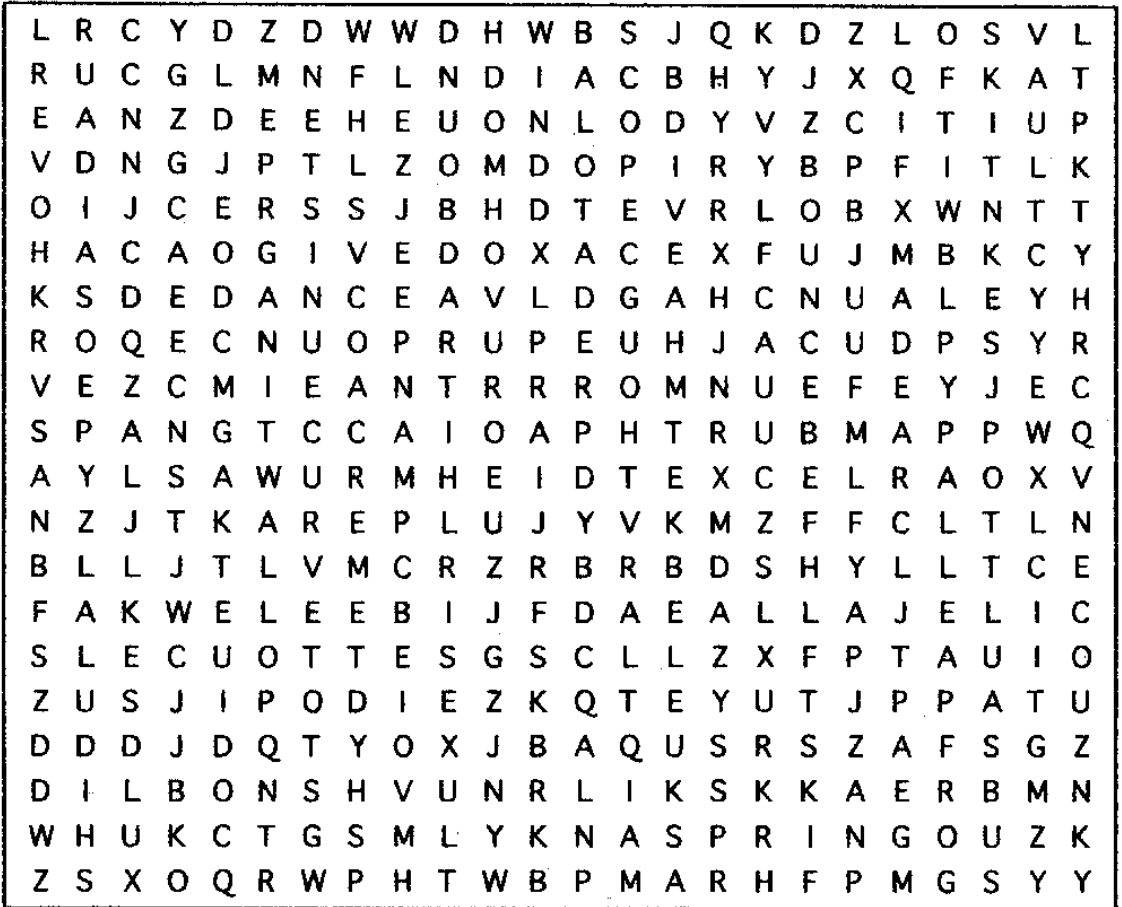 L R C Y D Z D W W D H W B S J Q K D Z L O S V L
R U C G L M N F L N D I A C B H Y J X Q F K A T
E A N Z D E E H E U O N L O D Y V Z C I T I U P
V D N G J P T L Z O M D O P I R Y B P F I T L K
O I J C E R S S J B H D T E V R L O B X W N T T
H A C A O G I V E D O X A C E X F U J M B K C Y
K S D E D A N C E A V L D G A H C N U A L E Y H
R O Q E C N U O P R U P E U H J A C U D P S Y R
V E Z C M I E A N T R R R O M N U E F E Y J E C
S P A N G T C C A I O A P H T R U B M A P P W Q
A Y L S A W U R M H E I D T E X C E L R A O X V
N Z J T K A R E P L U J Y V K M Z F F C L T L N
B L L J T L V M C R Z R B R B D S H Y L L T C E
F A K W E L E E B I J F D A E A L L A J E L I C
S L E C U O T T E S G S C L L Z X F P T A U I O
Z U S J I P O D I E Z K Q T E Y U T J P P A T U
D D D J D Q T Y O X J B A Q U S R S Z A F S G Z
D I L B O N S H V U N R L I K S K K A E R B M N
W H U K C T G S M L Y K N A S P R I N G O U Z K
Z S X O Q R W P H T W B P M A R H F P M G S Y Y